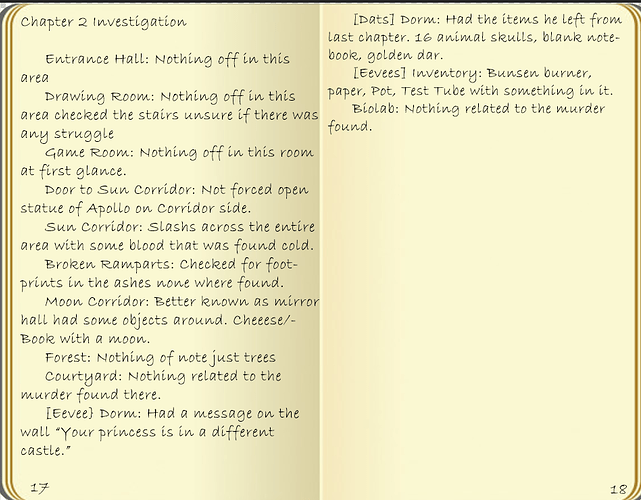 Chapter 2 Investigation
Entrance Hall: Nothing off in this
area
Drawing Room: Nothing off in this
area checked the stairs unsure if there was
any struggle
Game Room: Nothing off in this room
at first glance.
Door to Sun Corridor: Not forced open
statue of Apollo on Corridor side.
Sun Corridor: Slashs across the entire
area with some blood that was found cold.
Broken Ramparts: Checked for foot-
prints in the ashes none where found.
Moon Corridor: Better known as mirror
hall had some objects around. Cheeese/-
Book with a moon.
Forest: Nothing of note just trees
Courtyard: Nothing related to the
murder found there.
[Eevee} Dorm: Had a message on the
wall “Your princess is in a different
castle.”
17
[Dats] Dorm: Had the items he left from
last chapter. 16 animal skulls, blank note-
book, golden dar.
[Eevees] Inventory: Bunsen burner,
paper, Pot, Test Tube with something in it.
Biolab: Nothing related to the murder
found.
18